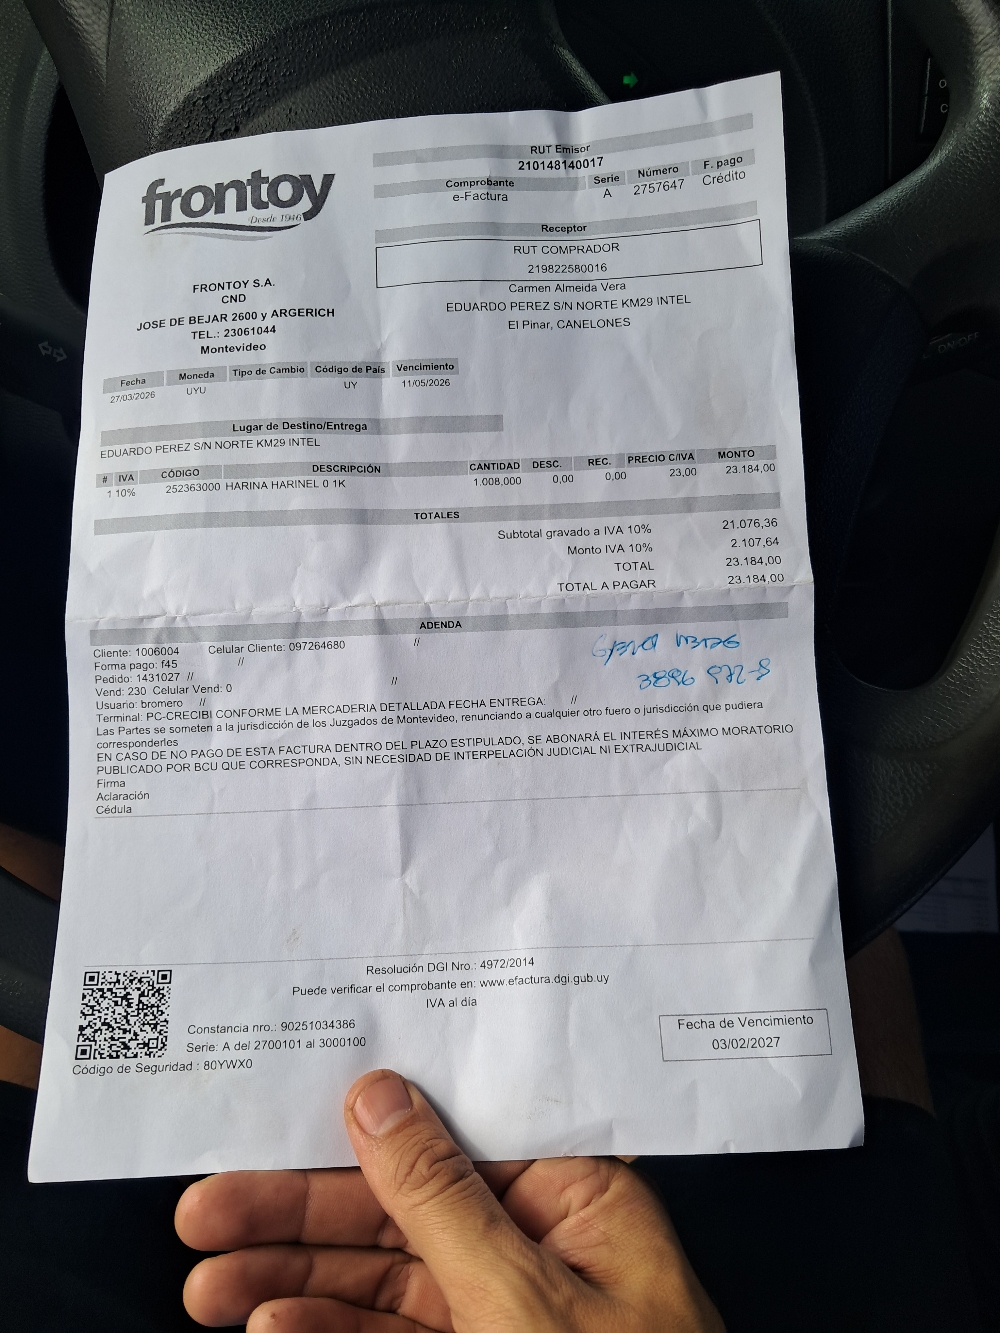 frontoy
Desde 1946
FRONTOY S.A.
CND
JOSE DE BEJAR 2600 y ARGERICH
TEL.: 23061044
Montevideo
RUT Emisor
210148140017
Comprobante Serie Número F. pago
e-Factura A 2757647 Crédito
Receptor
RUT COMPRADOR
219822580016
Carmen Almeida Vera
EDUARDO PEREZ S/N NORTE KM29 INTEL
El Pinar, CANELONES
Fecha Moneda Tipo de Cambio Código de País Vencimiento
27/03/2026 UYU UY 11/05/2026
Lugar de Destino/Entrega
EDUARDO PEREZ S/N NORTE KM29 INTEL
# IVA CÓDIGO DESCRIPCIÓN CANTIDAD DESC. REC. PRECIO C/IVA MONTO
1 10% 252363000 HARINA HARINEL 0 1K 1.008,000 0,00 0,00 23,00 23.184,00
TOTALES
Subtotal gravado a IVA 10% 21.076,36
Monto IVA 10% 2.107,64
TOTAL 23.184,00
TOTAL A PAGAR 23.184,00
ADENDA
Cliente: 1006004 Celular Cliente: 097264680 //
Forma pago: f45 //
Pedido: 1431027 //
Vend: 230 Celular Vend: 0 //
Usuario: bromero //
Terminal: PC-CRECIBI CONFORME LA MERCADERIA DETALLADA FECHA ENTREGA: //
Las Partes se someten a la jurisdicción de los Juzgados de Montevideo, renunciando a cualquier otro fuero o jurisdicción que pudiera
corresponderles
EN CASO DE NO PAGO DE ESTA FACTURA DENTRO DEL PLAZO ESTIPULADO, SE ABONARÁ EL INTERÉS MÁXIMO MORATORIO
PUBLICADO POR BCU QUE CORRESPONDA, SIN NECESIDAD DE INTERPELACIÓN JUDICIAL NI EXTRAJUDICIAL
Firma
Aclaración
Cédula
Resolución DGI Nro.: 4972/2014
Puede verificar el comprobante en: www.efactura.dgi.gub.uy
IVA al día
Constancia nro.: 90251034386
Serie: A del 2700101 al 3000100
Código de Seguridad : 80YWX0
Fecha de Vencimiento
03/02/2027